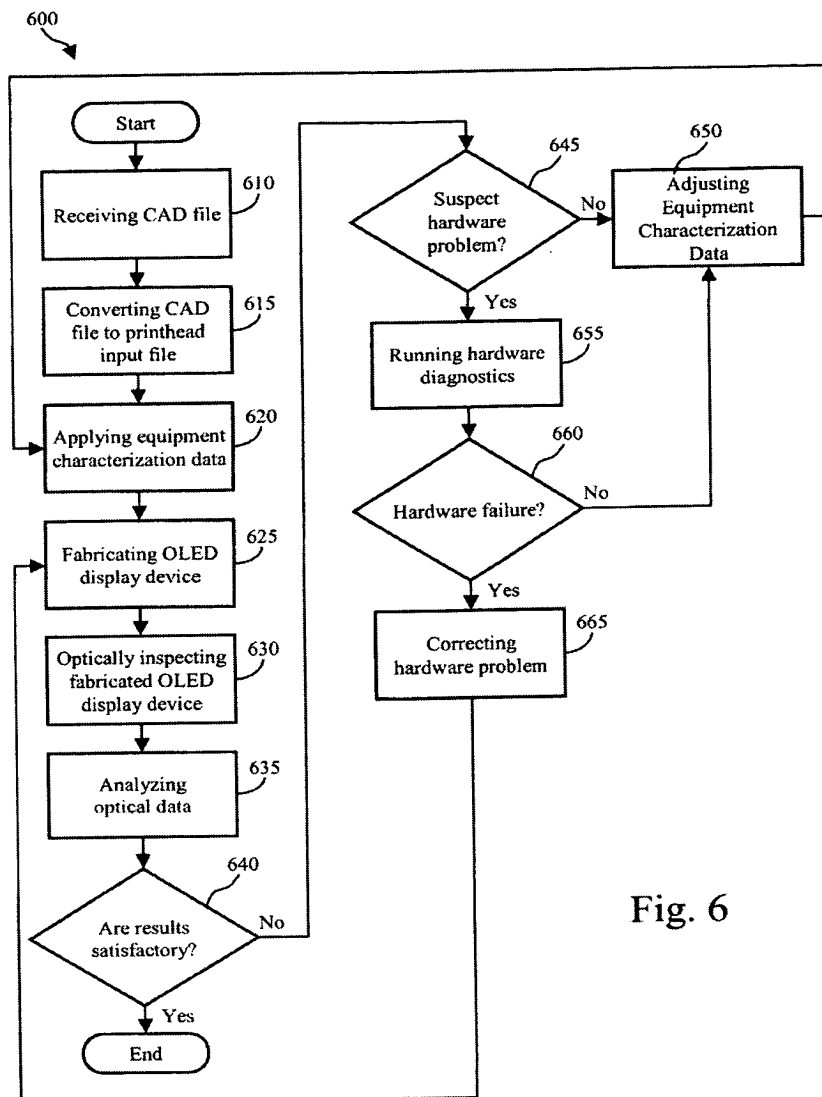 600
Start
610
Receiving CAD file
615
Converting CAD
file to printhead
input file
620
Applying equipment
characterization data
625
Fabricating OLED
display device
630
Optically inspecting
fabricated OLED
display device
635
Analyzing
optical data
640
Are results
satisfactory?
No
Yes
End
645
Suspect
hardware
problem?
No
Yes
650
Adjusting
Equipment
Characterization
Data
655
Running hardware
diagnostics
660
Hardware failure?
No
Yes
665
Correcting
hardware problem
Fig. 6